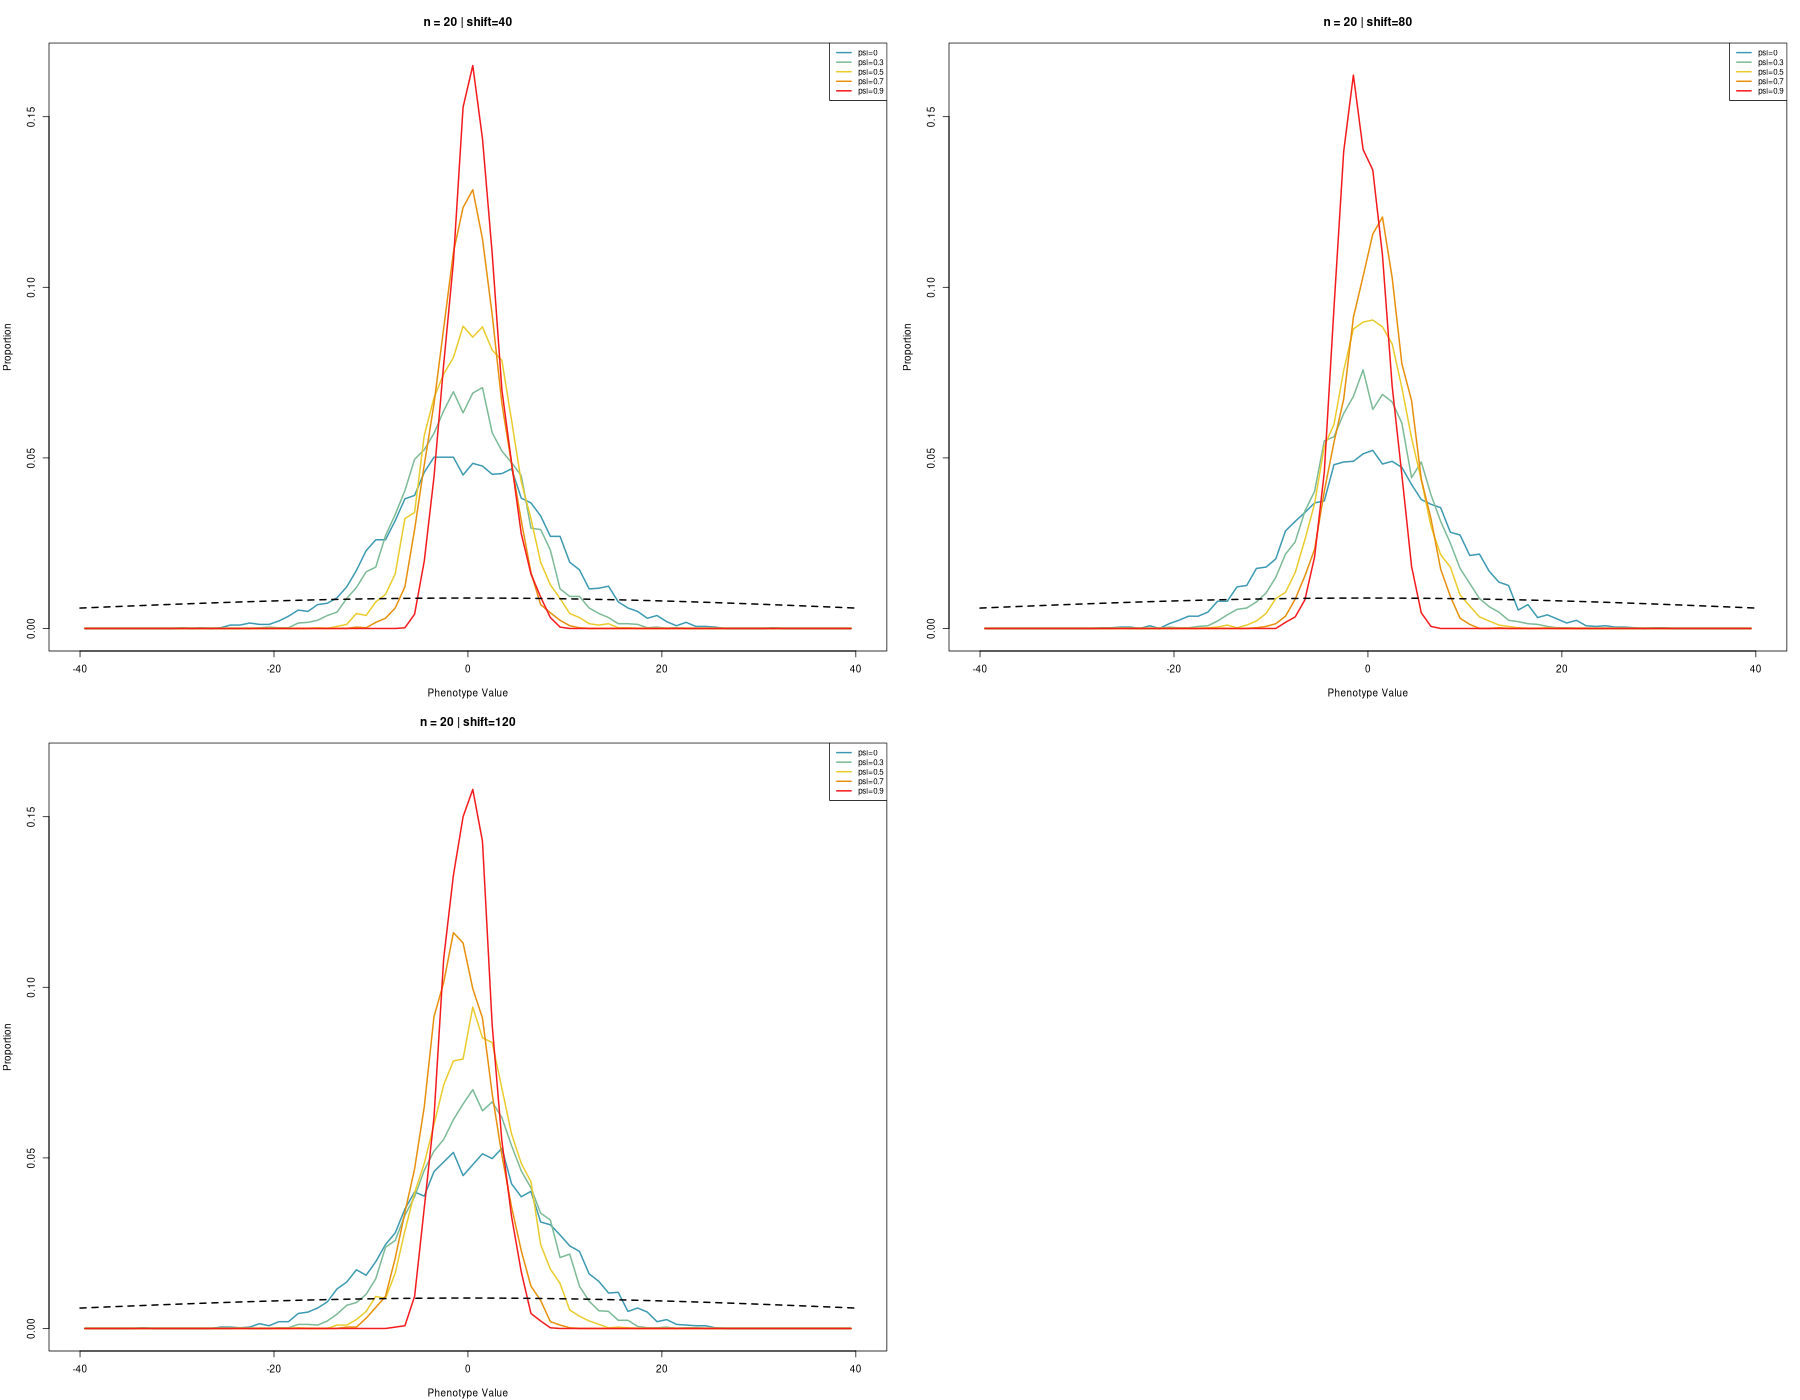 n = 20 | shift=40
psi=0
psi=0.3
psi=0.5
psi=0.7
psi=0.9
Proportion
0.15
0.10
0.05
0.00
-40
-20
0
20
40
Phenotype Value
n = 20 | shift=80
psi=0
psi=0.3
psi=0.5
psi=0.7
psi=0.9
Proportion
0.15
0.10
0.05
0.00
-40
-20
0
20
40
Phenotype Value
n = 20 | shift=120
psi=0
psi=0.3
psi=0.5
psi=0.7
psi=0.9
Proportion
0.15
0.10
0.05
0.00
-40
-20
0
20
40
Phenotype Value